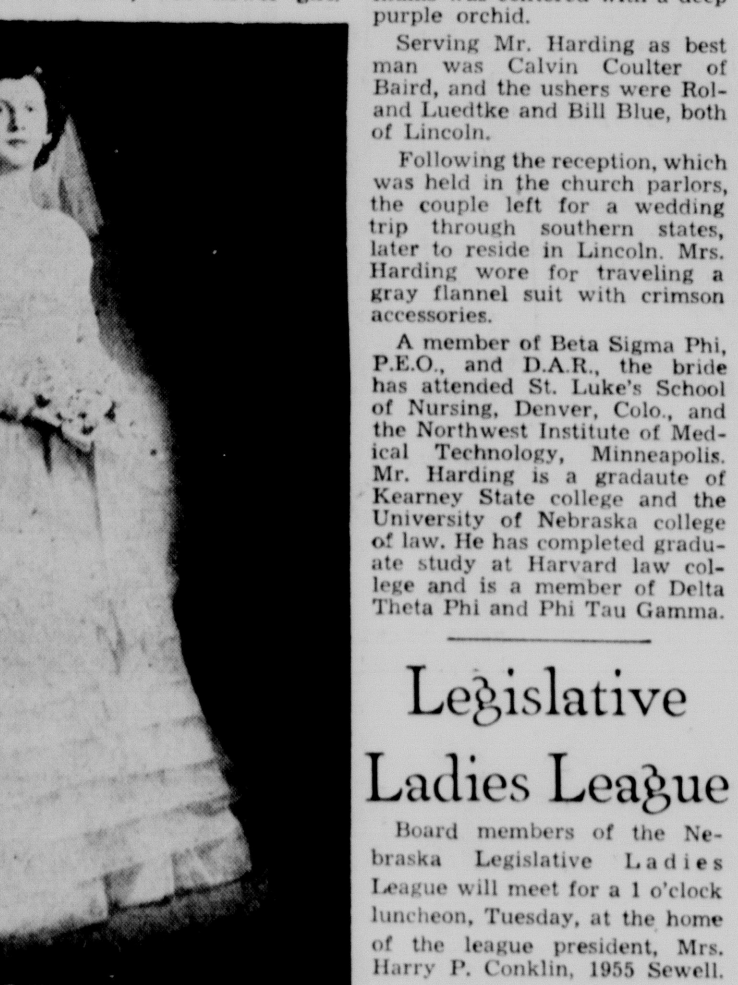 purple orchid.
Serving Mr. Harding as best
man was Calvin Coulter of
Baird, and the ushers were Rol-
and Luedtke and Bill Blue, both
of Lincoln.
Following the reception, which
was held in the church parlors,
the couple left for a wedding
trip through southern states,
later to reside in Lincoln. Mrs.
Harding wore for traveling a
gray flannel suit with crimson
accessories.
A member of Beta Sigma Phi,
P.E.O., and D.A.R., the bride
has attended St. Luke's School
of Nursing, Denver, Colo., and
the Northwest Institute of Med-
ical Technology, Minneapolis.
Mr. Harding is a gradaute of
Kearney State college and the
University of Nebraska college
of law. He has completed gradu-
ate study at Harvard law col-
lege and is a member of Delta
Theta Phi and Phi Tau Gamma.
Legislative
Ladies League
Board members of the Ne-
braska Legislative Ladies
League will meet for a 1 o'clock
luncheon, Tuesday, at the home
of the league president, Mrs.
Harry P. Conklin, 1955 Sewell.